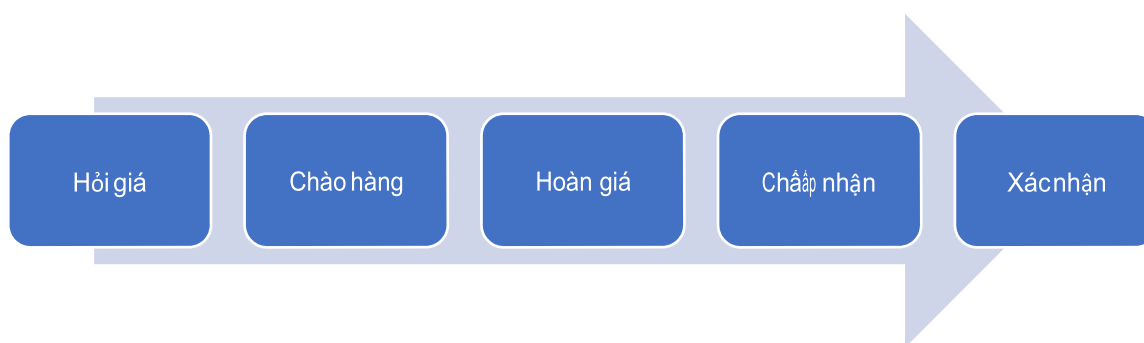 Hỏi giá
Chào hàng
Hoàn giá
Chấp nhận
Xác nhận